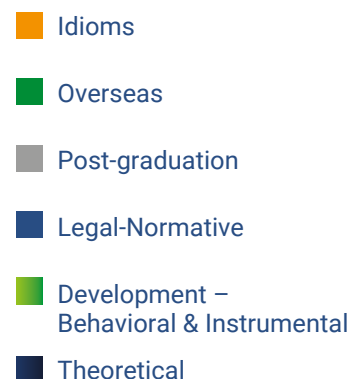 Idioms
Overseas
Post-graduation
Legal-Normative
Development –
Behavioral & Instrumental
Theoretical